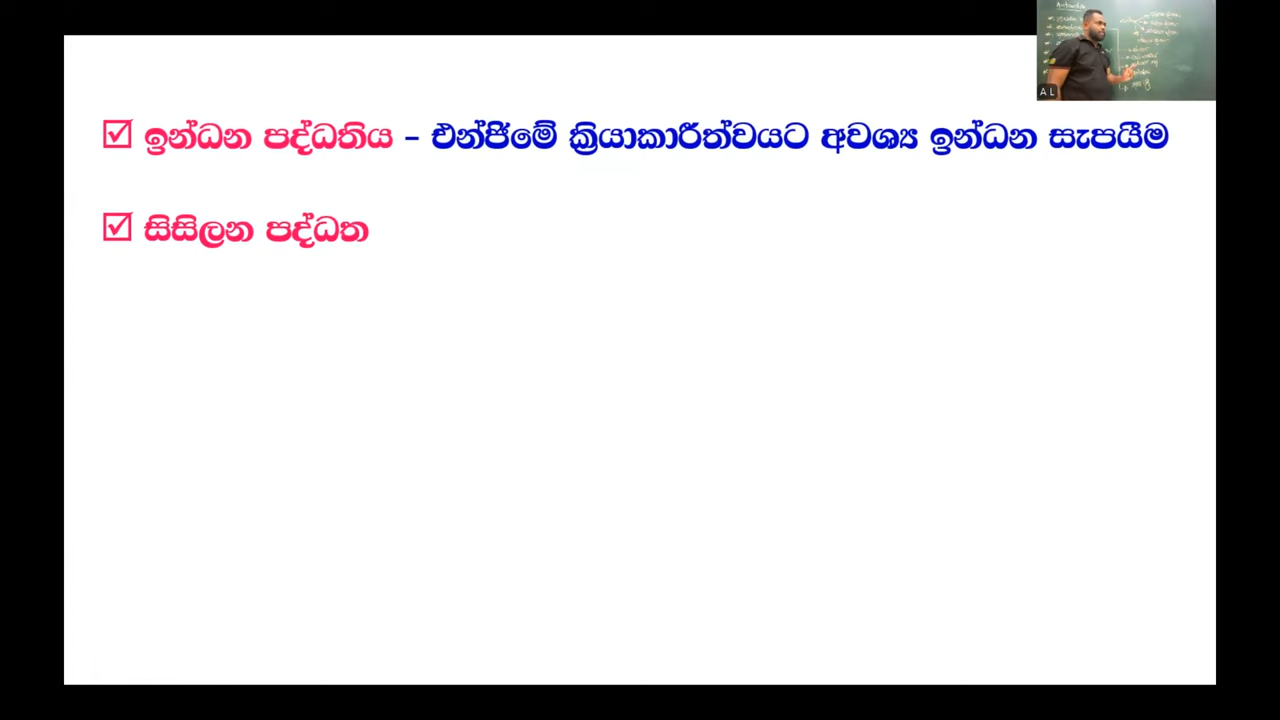 ☑ ඉන්ධන පද්ධතිය – එන්ජිමේ ක්‍රියාකාරීත්වයට අවශ්‍ය ඉන්ධන සැපයීම
☑ සිසිලන පද්ධත
A L